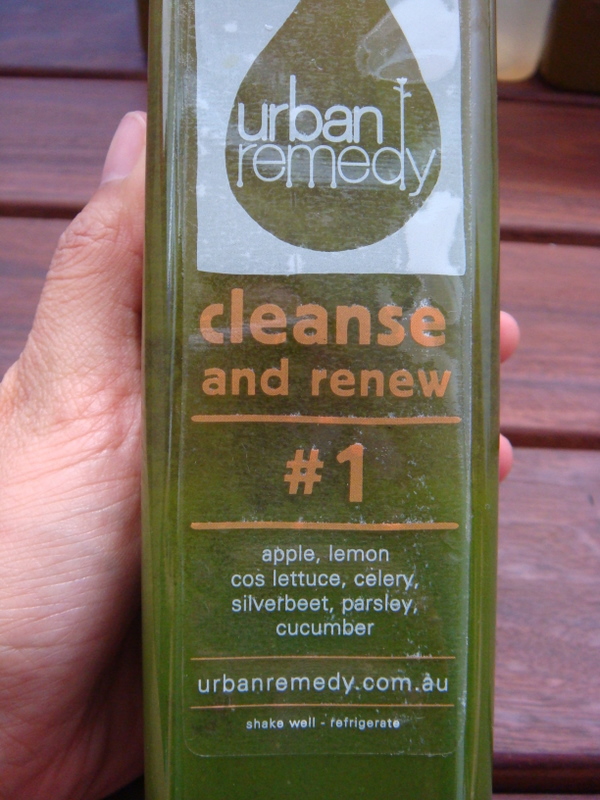 urban
remedy
cleanse
and renew
#1
apple, lemon
cos lettuce, celery,
silverbeet, parsley,
cucumber
urbanremedy.com.au
shake well - refrigerate